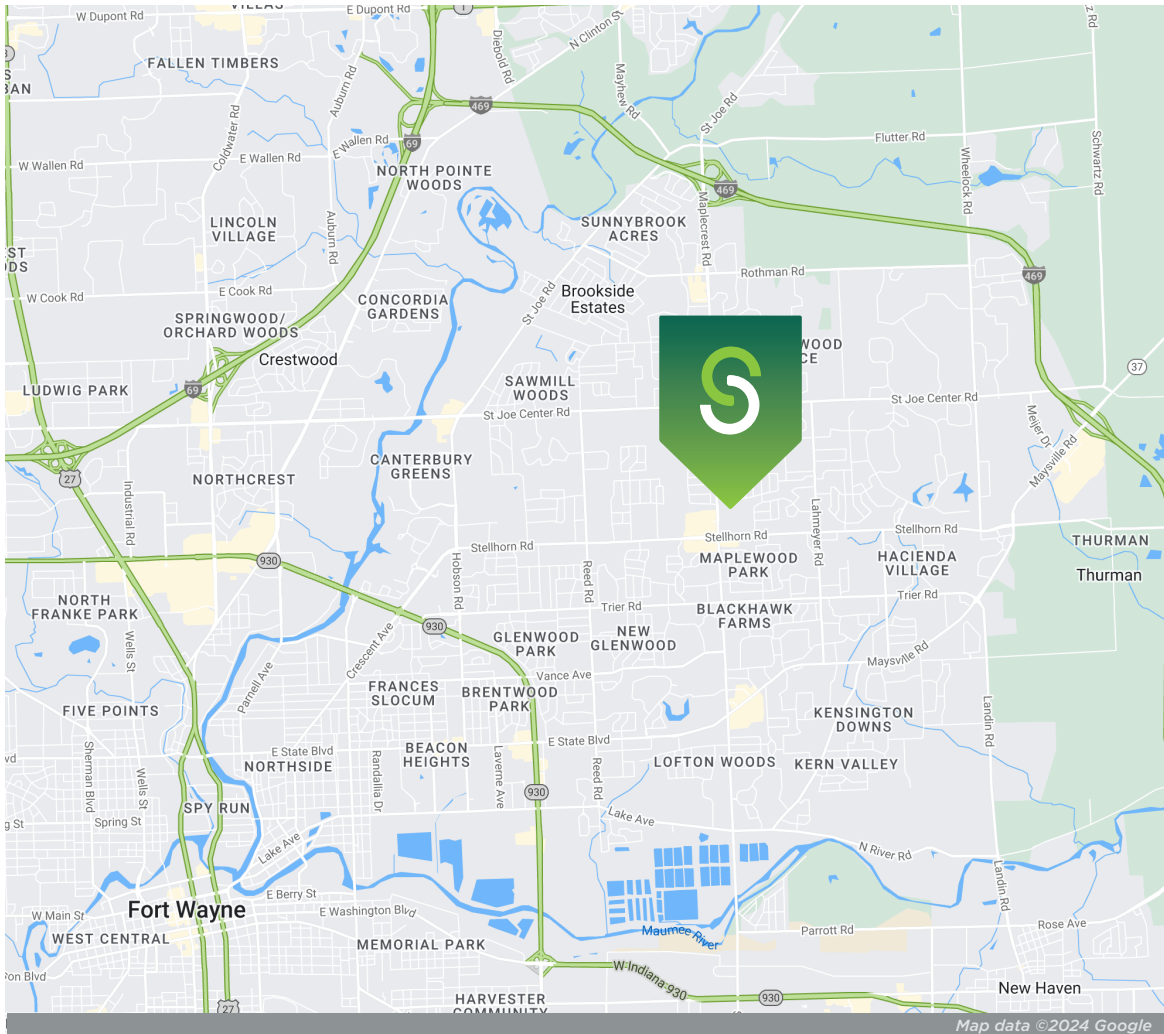 VILLAS
E Dupont Rd
W Dupont Rd
1
N Clinton St
Diebold Rd
FALLEN TIMBERS
Auburn Rd
Mayhew Rd
St Joe Rd
469
Coldwater Rd
E Wallen Rd
69
Flutter Rd
Schwartz Rd
W Wallen Rd
E Wallen Rd
Wheelock Rd
NORTH POINTE
WOODS
469
Maplecrest Rd
LINCOLN
VILLAGE
Auburn Rd
SUNNYBROOK
ACRES
Rothman Rd
469
W Cook Rd
E Cook Rd
CONCORDIA
GARDENS
St Joe Rd
Brookside
Estates
SPRINGWOOD/
ORCHARD WOODS
Crestwood
WOOD
CE
37
LUDWIG PARK
69
SAWMILL
WOODS
S
St Joe Center Rd
St Joe Center Rd
Meijer Dr
Maysville Rd
CANTERBURY
GREENS
27
NORTHCREST
Industrial Rd
Lahmeyer Rd
Stellhorn Rd
Stellhorn Rd
Stellhorn Rd
THURMAN
930
Hobson Rd
Reed Rd
MAPLEWOOD
PARK
HACIENDA
VILLAGE
Thurman
NORTH
FRANKE PARK
Trier Rd
Trier Rd
BLACKHAWK
FARMS
Wells St
Crescent Ave
930
GLENWOOD
PARK
NEW
GLENWOOD
Maysville Rd
Parnell Ave
Vance Ave
FRANCES
SLOCUM
BRENTWOOD
PARK
FIVE POINTS
KENSINGTON
DOWNS
Landin Rd
Sherman Blvd
E State Blvd
E State Blvd
BEACON
HEIGHTS
NORTHSIDE
Wells St
Randallia Dr
Laverne Ave
Reed Rd
LOFTON WOODS
KERN VALLEY
930
SPY RUN
Spring St
Lake Ave
Lake Ave
N River Rd
Landin Rd
E Berry St
Fort Wayne
W Main St
E Washington Blvd
WEST CENTRAL
MEMORIAL PARK
Maumee River
Parrott Rd
Rose Ave
W Indiana 930
930
New Haven
27
HARVESTER
COMMUNITY
Map data ©2024 Google